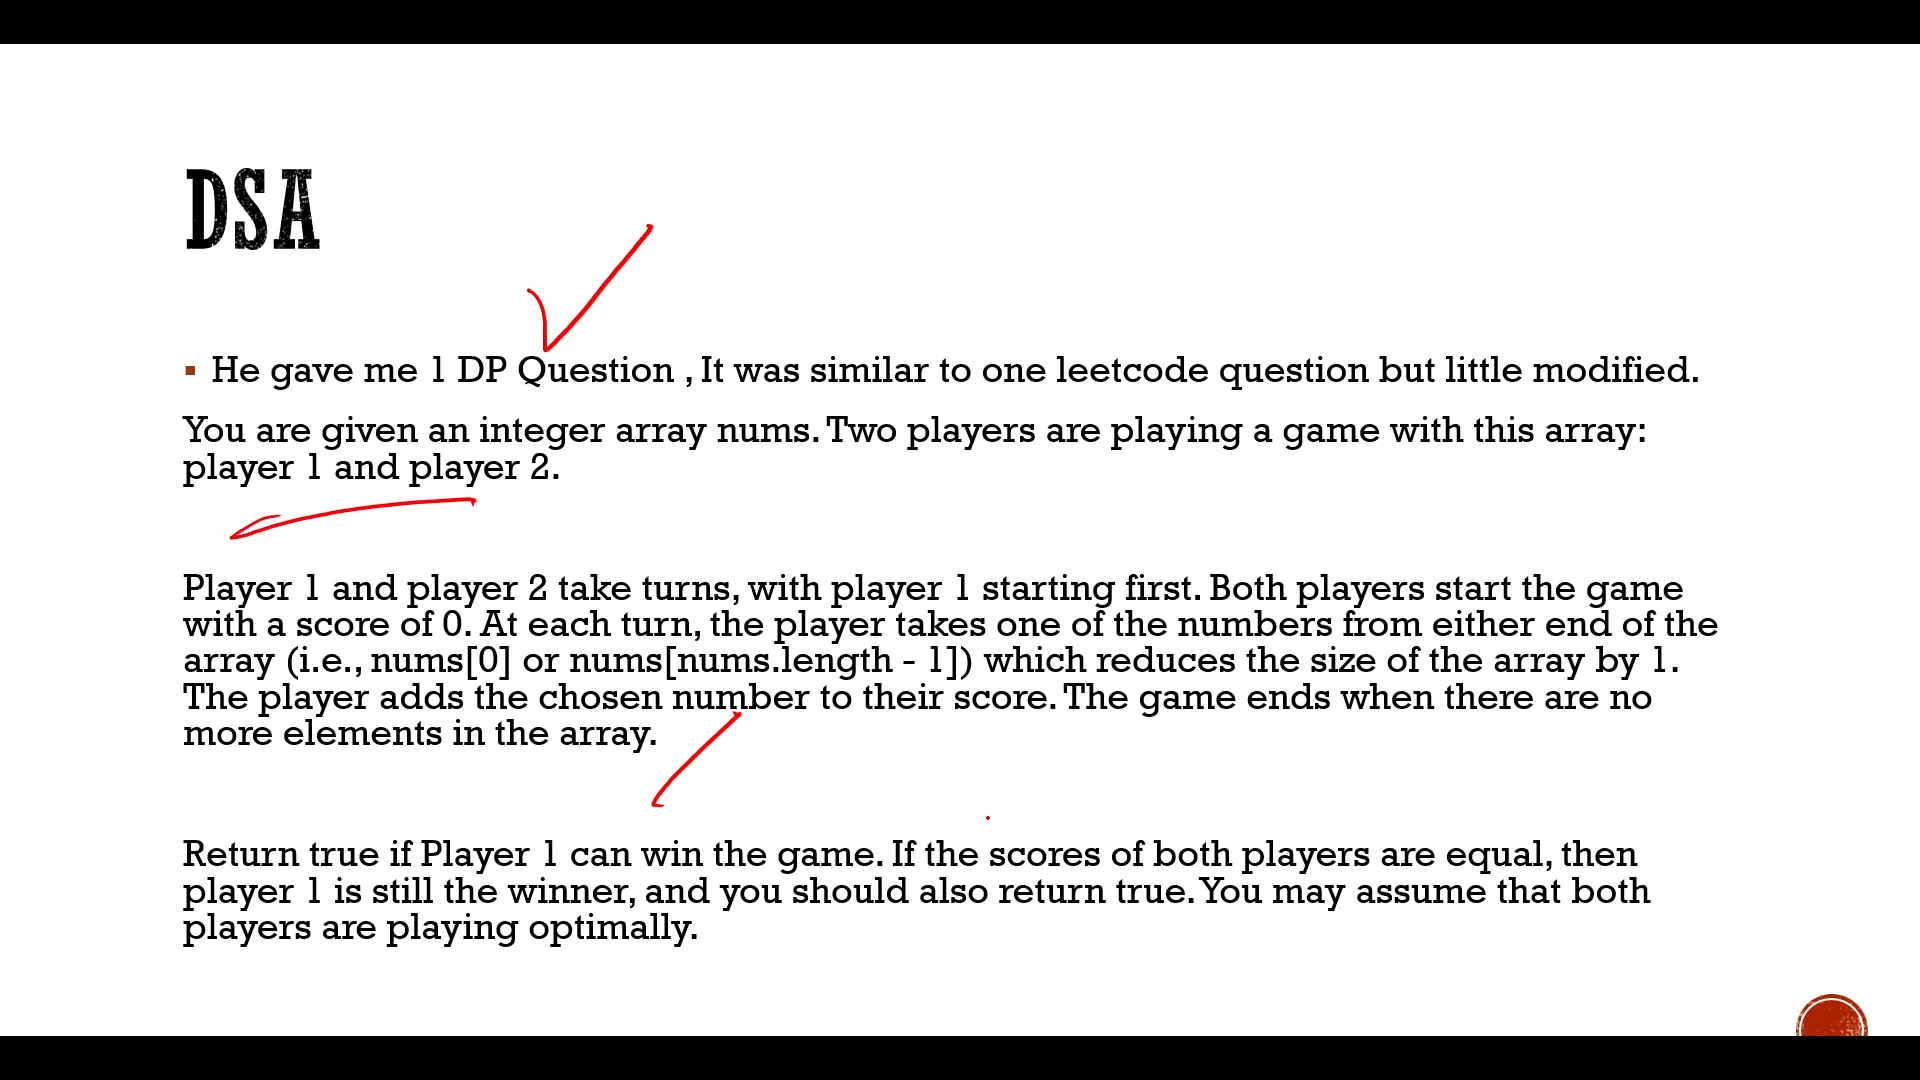 DSA
▪ He gave me 1 DP Question , It was similar to one leetcode question but little modified.
You are given an integer array nums. Two players are playing a game with this array:
player 1 and player 2.
Player 1 and player 2 take turns, with player 1 starting first. Both players start the game
with a score of 0. At each turn, the player takes one of the numbers from either end of the
array (i.e., nums[0] or nums[nums.length - 1]) which reduces the size of the array by 1.
The player adds the chosen number to their score. The game ends when there are no
more elements in the array.
Return true if Player 1 can win the game. If the scores of both players are equal, then
player 1 is still the winner, and you should also return true. You may assume that both
players are playing optimally.